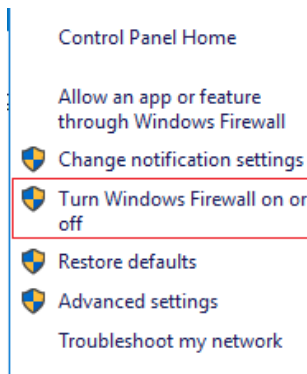 Control Panel Home
Allow an app or feature
through Windows Firewall
Change notification settings
Turn Windows Firewall on or
off
Restore defaults
Advanced settings
Troubleshoot my network